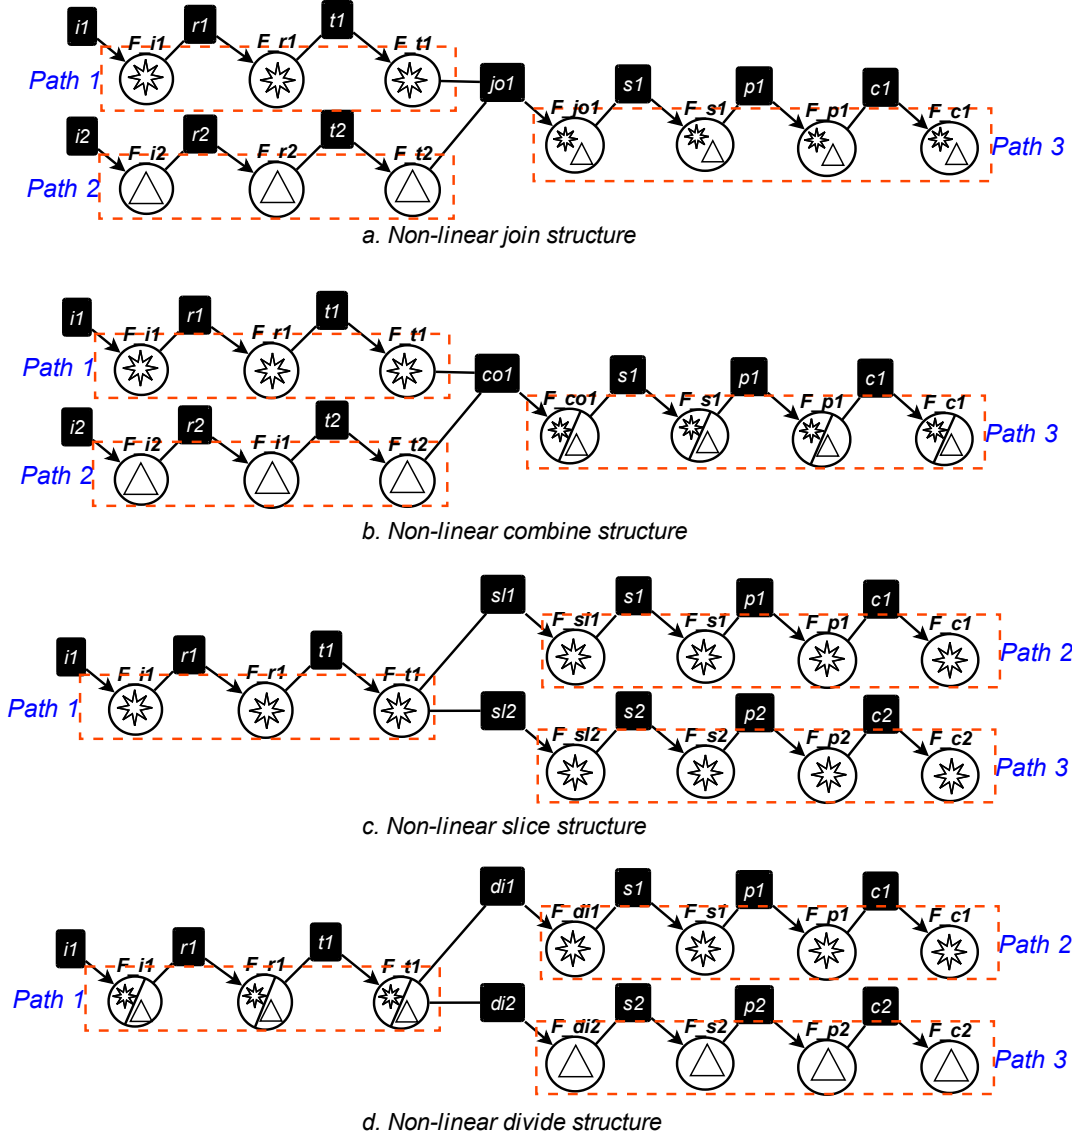 i1 r1 t1
F_i1 F_r1 F_t1
Path 1
jo1 s1 p1 c1
i2 r2 t2
F_jo1 F_s1 F_p1 F_c1
F_i2 F_r2 F_t2
Path 3
Path 2
a. Non-linear join structure
i1 r1 t1
F_i1 F_r1 F_t1
Path 1
co1 s1 p1 c1
i2 r2 t2
F_co1 F_s1 F_p1 F_c1
F_i2 F_i1 F_t2
Path 3
Path 2
b. Non-linear combine structure
sl1 s1 p1 c1
F_sl1 F_s1 F_p1 F_c1
i1 r1 t1
F_i1 F_r1 F_t1
Path 2
Path 1
sl2 s2 p2 c2
F_sl2 F_s2 F_p2 F_c2
Path 3
c. Non-linear slice structure
di1 s1 p1 c1
F_di1 F_s1 F_p1 F_c1
i1 r1 t1
Path 2
F_i1 F_r1 F_t1
Path 1
di2 s2 p2 c2
F_di2 F_s2 F_p2 F_c2
Path 3
d. Non-linear divide structure